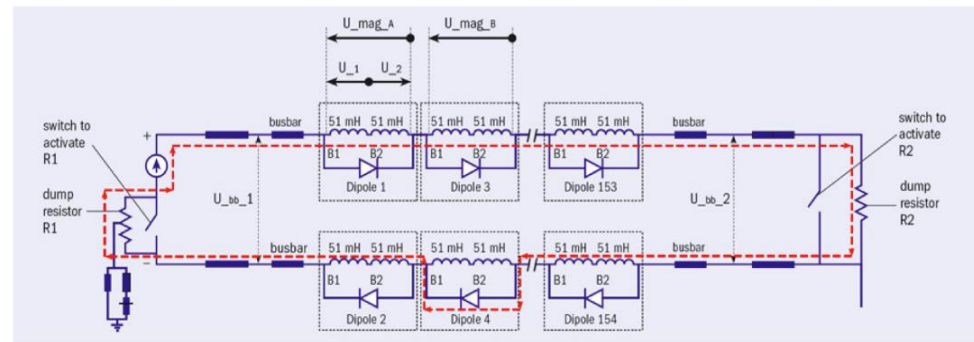 U_mag_A
U_mag_B
U_1
U_2
switch to
activate
R1
+
busbar
51 mH 51 mH
51 mH 51 mH
51 mH 51 mH
busbar
switch to
activate
R2
B1 B2
B1 B2
B1 B2
Dipole 1
Dipole 3
Dipole 153
dump
resistor
R1
U_bb_1
U_bb_2
dump
resistor
R2
busbar
51 mH 51 mH
51 mH 51 mH
51 mH 51 mH
busbar
–
B1 B2
B1 B2
B1 B2
Dipole 2
Dipole 4
Dipole 154